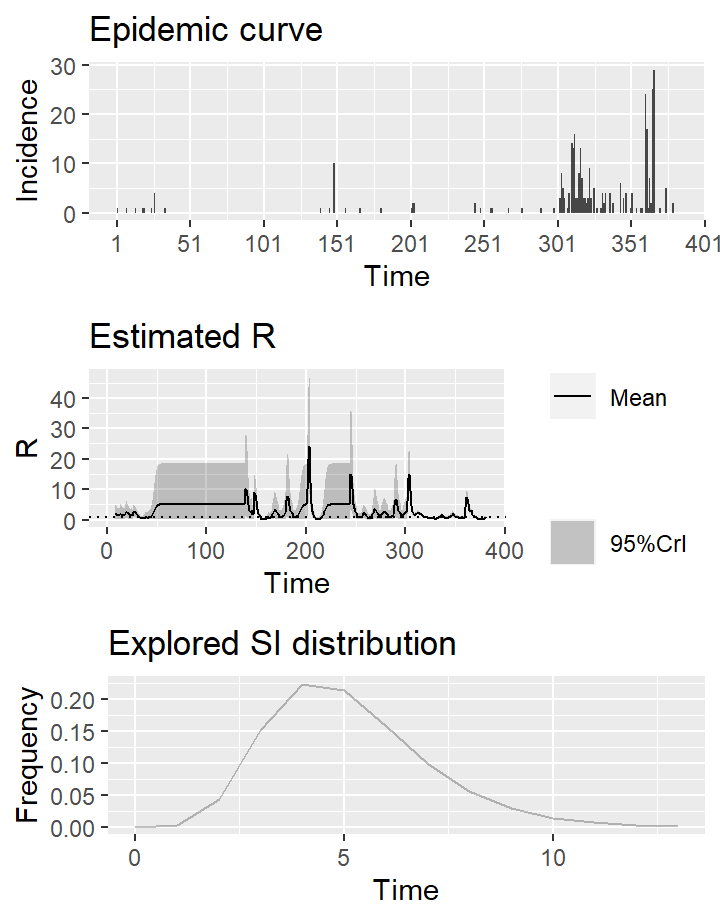 Epidemic curve
Incidence
30
20
10
0
1 51 101 151 201 251 301 351 401
Time
Estimated R
R
40
30
20
10
0
0 100 200 300 400
Time
Mean
95%CrI
Explored SI distribution
Frequency
0.20
0.15
0.10
0.05
0.00
0 5 10
Time